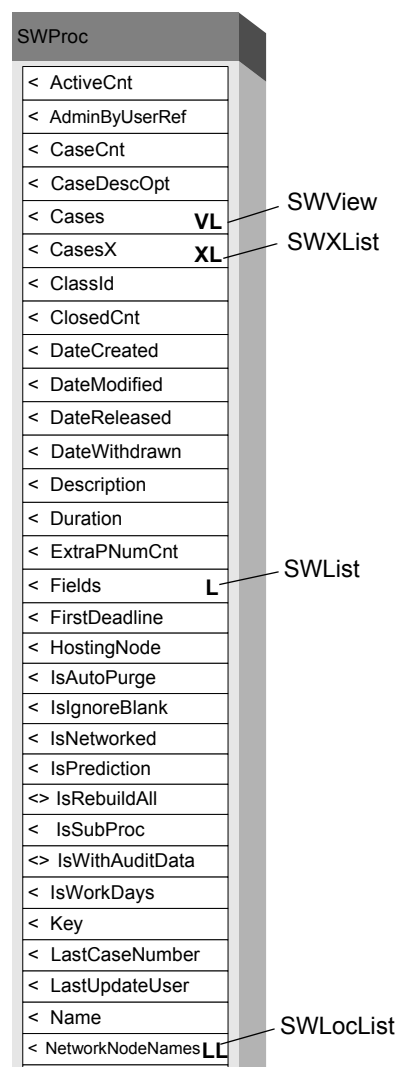 SWProc
< ActiveCnt
< AdminByUserRef
< CaseCnt
< CaseDescOpt
< Cases VL SWView
< CasesX XL SWXList
< ClassId
< ClosedCnt
< DateCreated
< DateModified
< DateReleased
< DateWithdrawn
< Description
< Duration
< ExtraPNumCnt
< Fields L SWList
< FirstDeadline
< HostingNode
< IsAutoPurge
< IsIgnoreBlank
< IsNetworked
< IsPrediction
<> IsRebuildAll
< IsSubProc
<> IsWithAuditData
< IsWorkDays
< Key
< LastCaseNumber
< LastUpdateUser
< Name
< NetworkNodeNames LL SWLocList